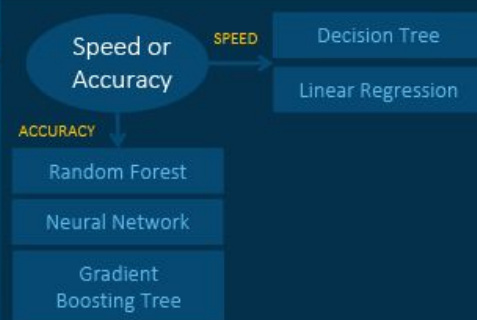 Speed or
Accuracy
SPEED
Decision Tree
Linear Regression
ACCURACY
Random Forest
Neural Network
Gradient
Boosting Tree